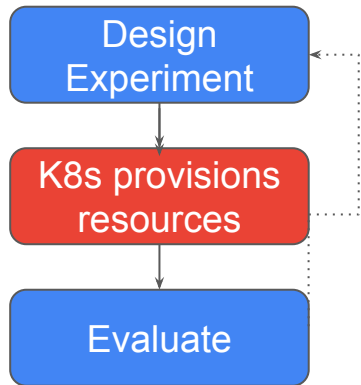 Design
Experiment
K8s provisions
resources
Evaluate